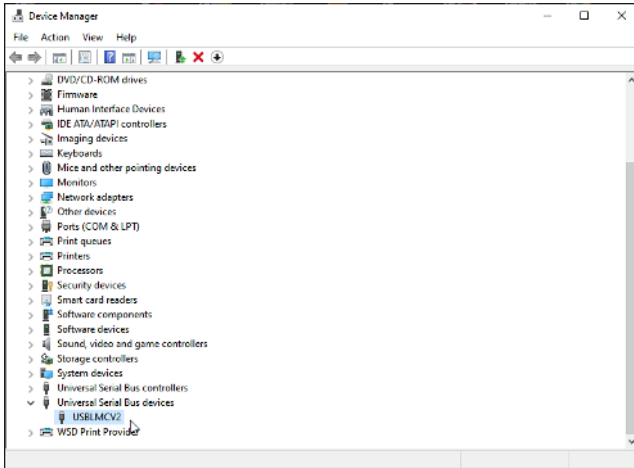 Device Manager
File Action View Help
DVD/CD-ROM drives
Firmware
Human Interface Devices
IDE ATA/ATAPI controllers
Imaging devices
Keyboards
Mice and other pointing devices
Monitors
Network adapters
Other devices
Ports (COM & LPT)
Print queues
Printers
Processors
Security devices
Smart card readers
Software components
Software devices
Sound, video and game controllers
Storage controllers
System devices
Universal Serial Bus controllers
Universal Serial Bus devices
USBLMCV2
WSD Print Provider